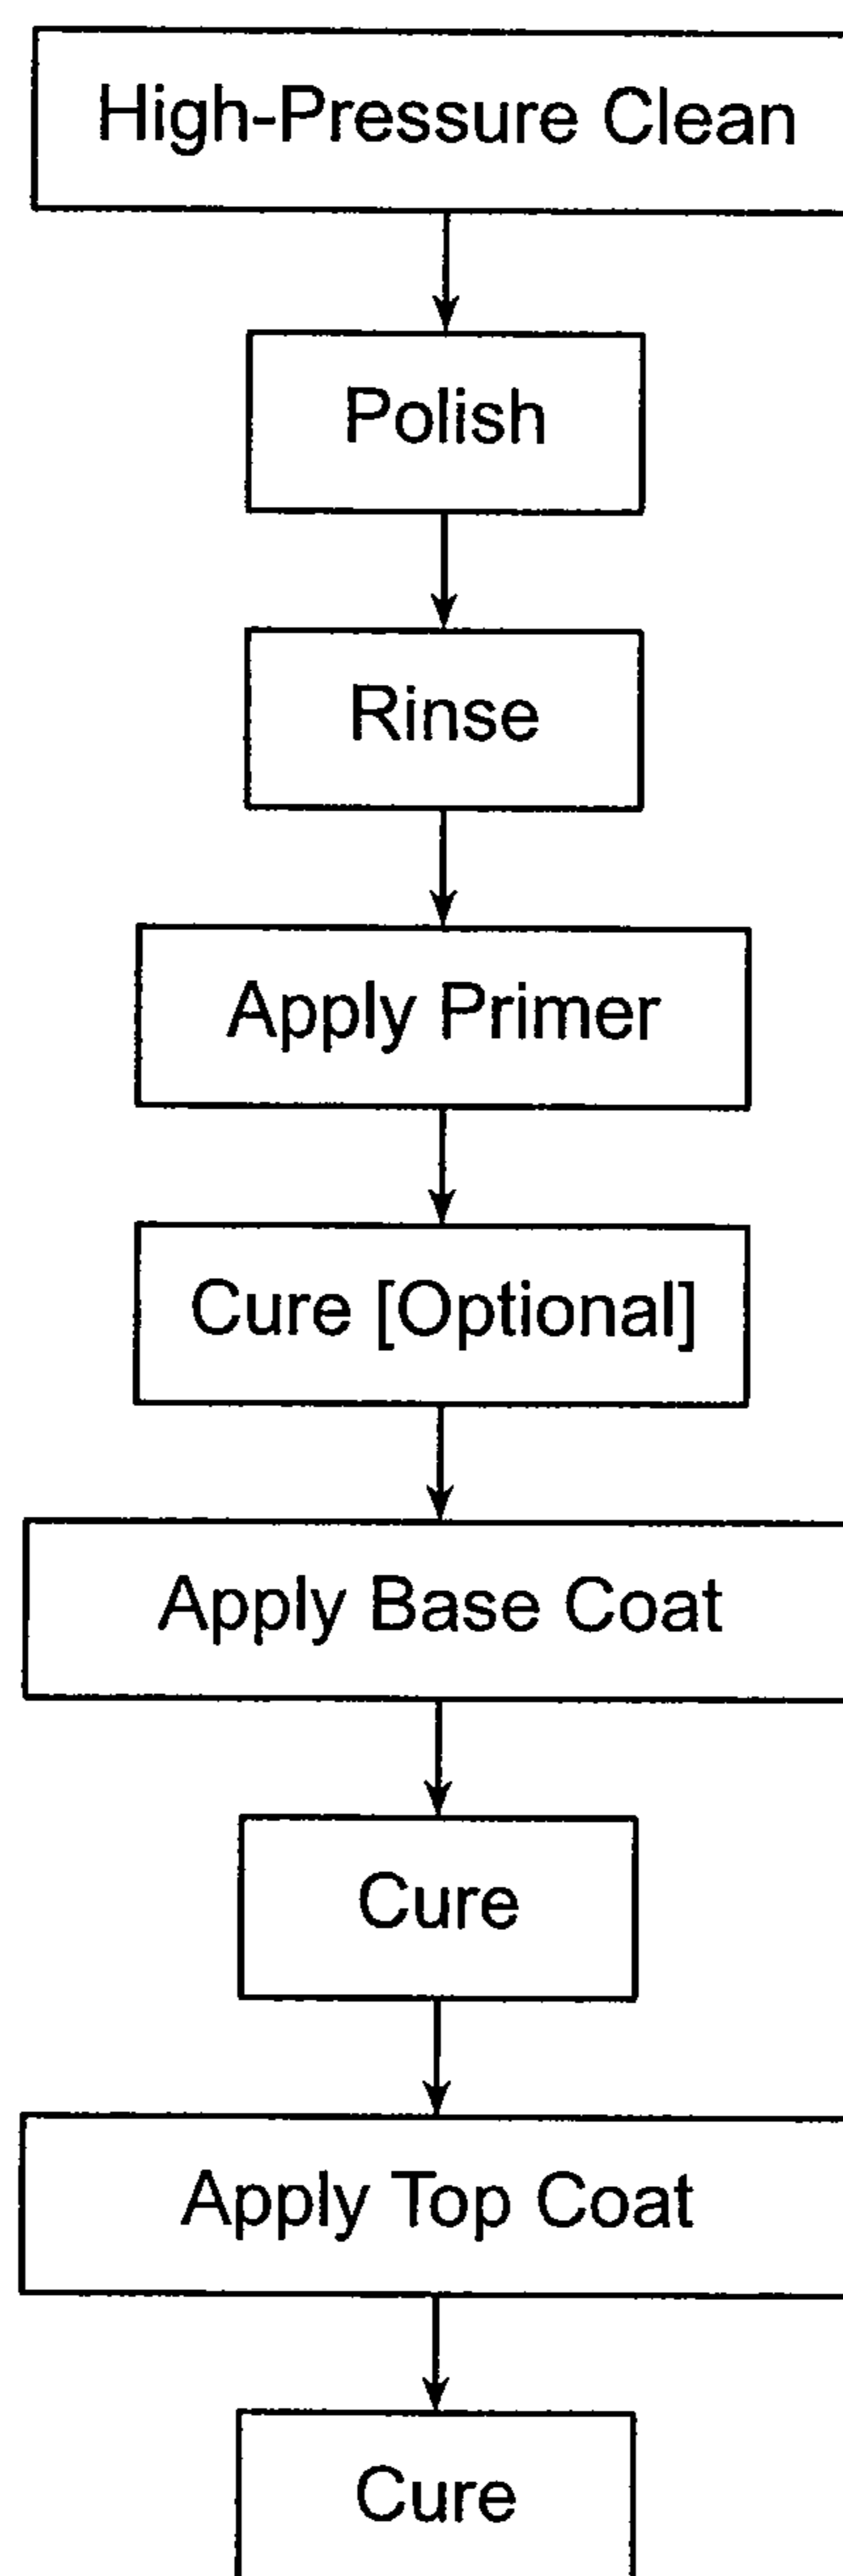 High-Pressure Clean
Polish
Rinse
Apply Primer
Cure [Optional]
Apply Base Coat
Cure
Apply Top Coat
Cure